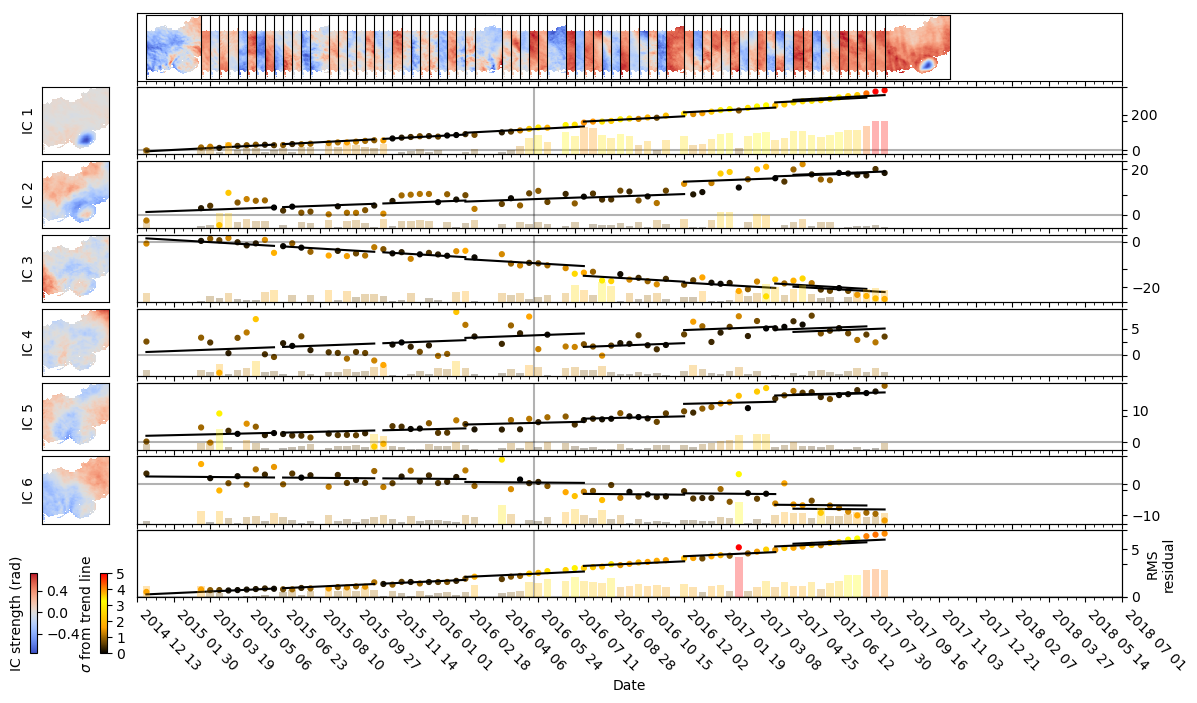 IC 1
200
0
IC 2
20
0
IC 3
0
−20
IC 4
5
0
IC 5
10
0
IC 6
0
−10
5
0
RMS
residual
IC strength (rad)
0.4
0.0
−0.4
σ from trend line
5
4
3
2
1
0
2014 12 13
2015 01 30
2015 03 19
2015 05 06
2015 06 23
2015 08 10
2015 09 27
2015 11 14
2016 01 01
2016 02 18
2016 04 06
2016 05 24
2016 07 11
2016 08 28
2016 10 15
2016 12 02
2017 01 19
2017 03 08
2017 04 25
2017 06 12
2017 07 30
2017 09 16
2017 11 03
2017 12 21
2018 02 07
2018 03 27
2018 05 14
2018 07 01
Date